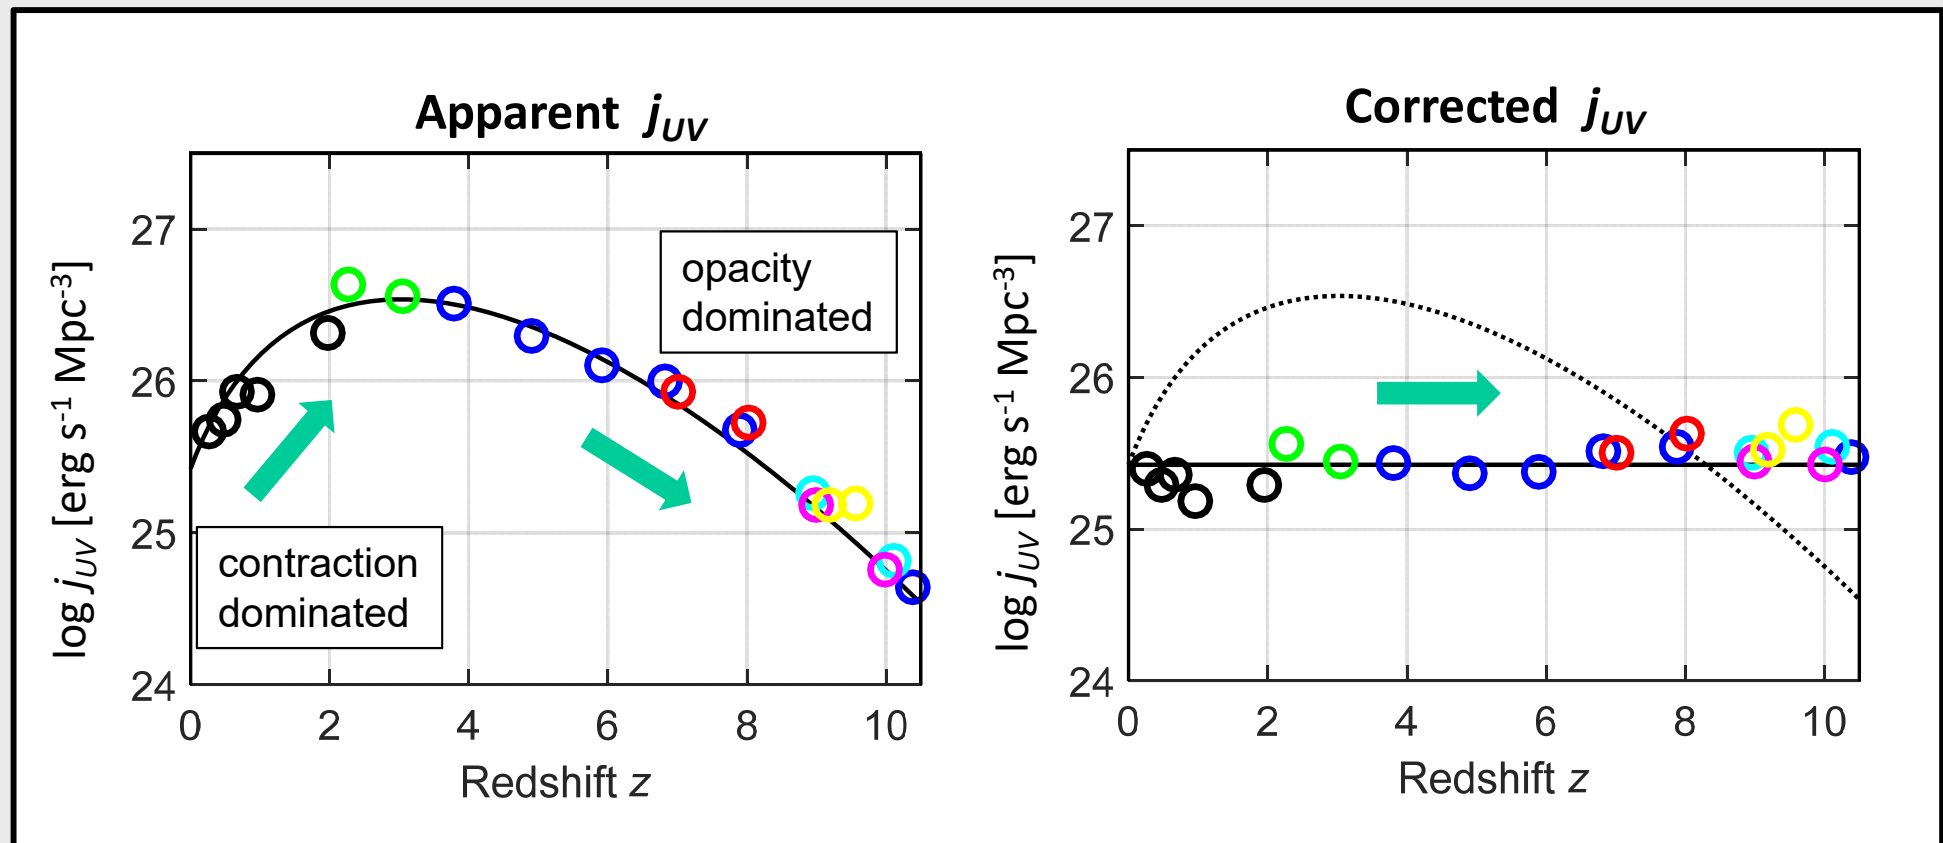 Apparent j_UV
27
26
25
24
log j_UV [erg s⁻¹ Mpc⁻³]
opacity
dominated
contraction
dominated
0 2 4 6 8 10
Redshift z
Corrected j_UV
27
26
25
24
log j_UV [erg s⁻¹ Mpc⁻³]
0 2 4 6 8 10
Redshift z